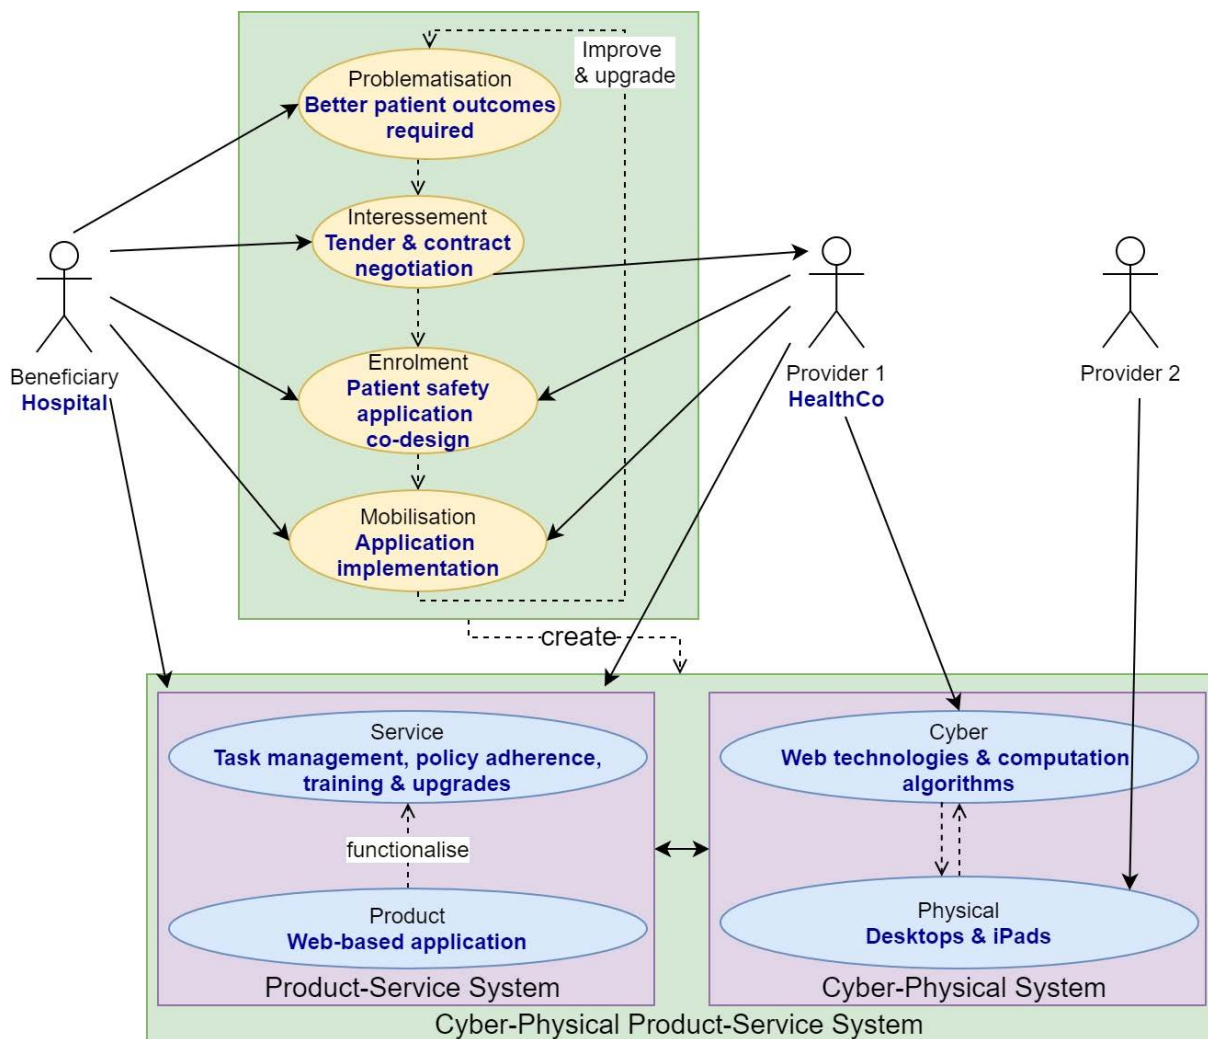 Improve
& upgrade
Problematisation
Better patient outcomes
required
Interessement
Tender & contract
negotiation
Beneficiary
Hospital
Provider 1
HealthCo
Provider 2
Enrolment
Patient safety
application
co-design
Mobilisation
Application
implementation
create
Service
Task management, policy adherence,
training & upgrades
functionalise
Product
Web-based application
Product-Service System
Cyber
Web technologies & computation
algorithms
Physical
Desktops & iPads
Cyber-Physical System
Cyber-Physical Product-Service System